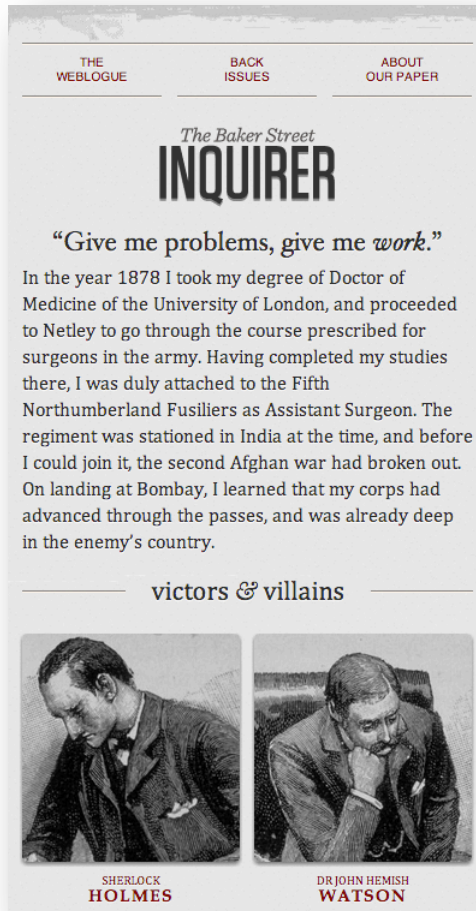 THE
WEBLOGUE
BACK
ISSUES
ABOUT
OUR PAPER
The Baker Street
INQUIRER
“Give me problems, give me work.”
In the year 1878 I took my degree of Doctor of
Medicine of the University of London, and proceeded
to Netley to go through the course prescribed for
surgeons in the army. Having completed my studies
there, I was duly attached to the Fifth
Northumberland Fusiliers as Assistant Surgeon. The
regiment was stationed in India at the time, and before
I could join it, the second Afghan war had broken out.
On landing at Bombay, I learned that my corps had
advanced through the passes, and was already deep
in the enemy’s country.
victors & villains
SHERLOCK
HOLMES
DR JOHN HEMISH
WATSON